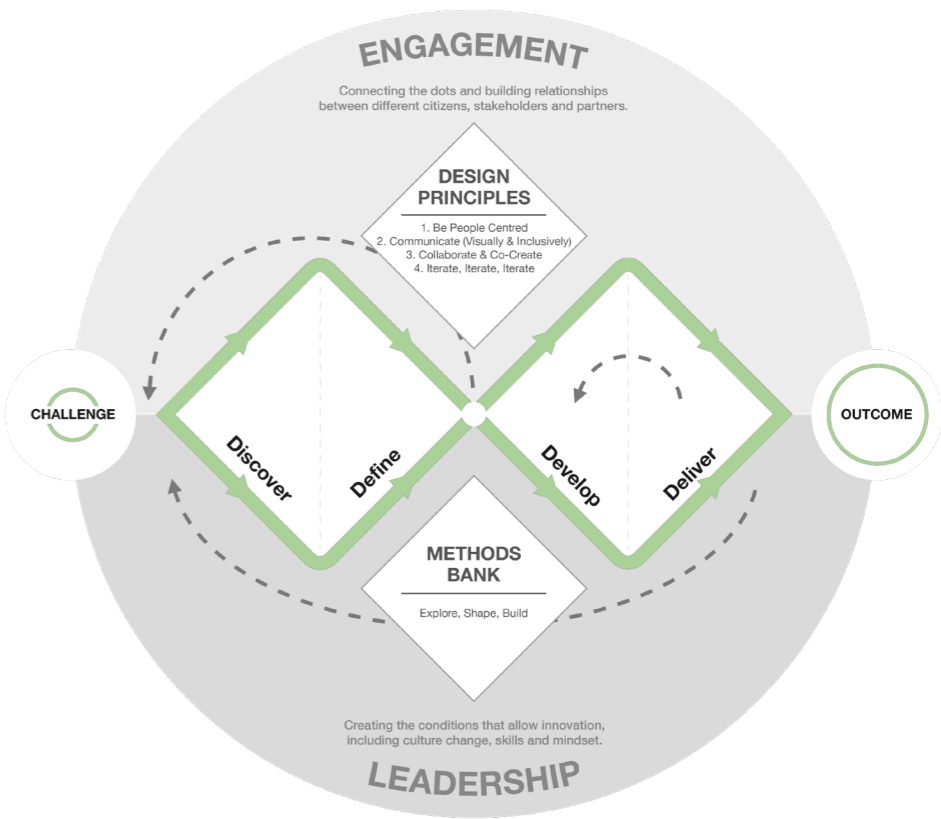 ENGAGEMENT
Connecting the dots and building relationships
between different citizens, stakeholders and partners.
DESIGN
PRINCIPLES
1. Be People Centred
2. Communicate (Visually & Inclusively)
3. Collaborate & Co-Create
4. Iterate, Iterate, Iterate
CHALLENGE
Discover
Define
Develop
Deliver
OUTCOME
METHODS
BANK
Explore, Shape, Build
Creating the conditions that allow innovation,
including culture change, skills and mindset.
LEADERSHIP